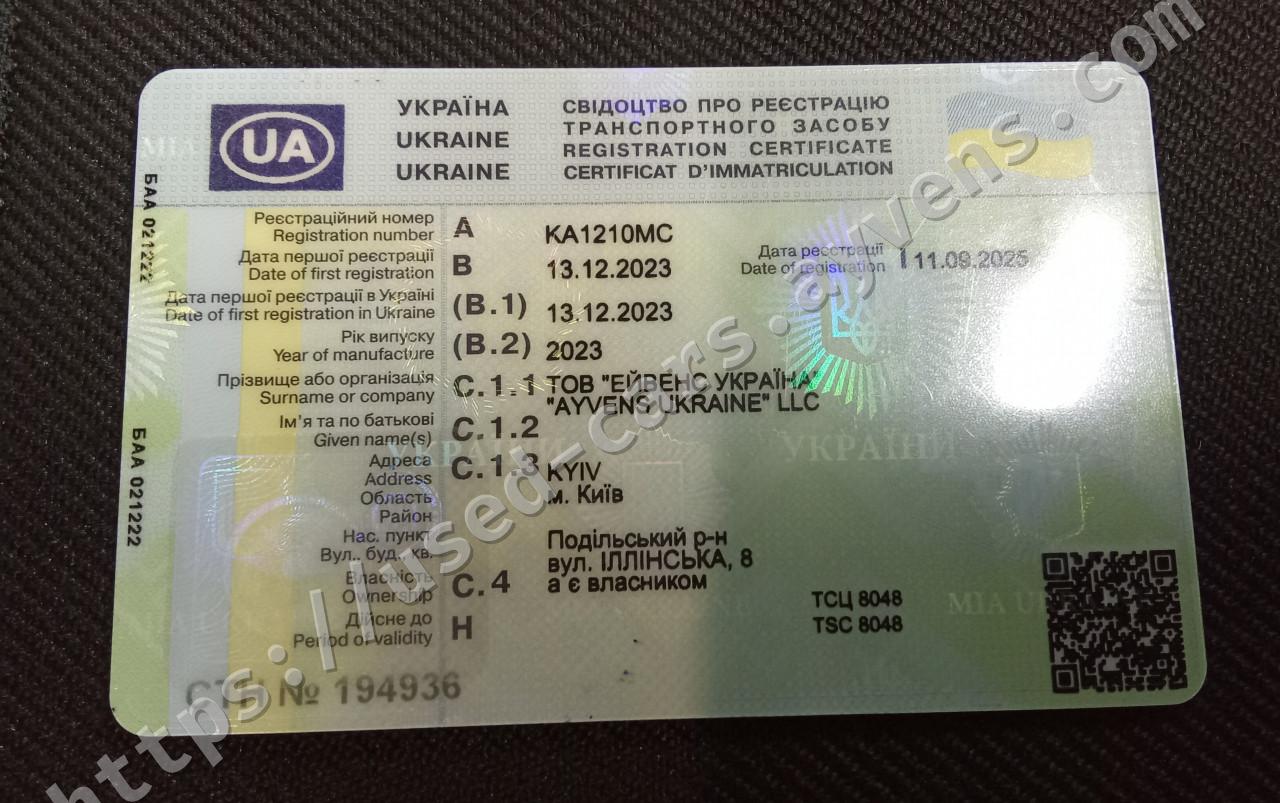 УКРАЇНА
UKRAINE
UKRAINE
СВІДОЦТВО ПРО РЕЄСТРАЦІЮ
ТРАНСПОРТНОГО ЗАСОБУ
REGISTRATION CERTIFICATE
CERTIFICAT D'IMMATRICULATION
UA
БАА 021222
БАА 021222
Реєстраційний номер
Registration number
A
KA1210MC
Дата реєстрації
Date of registration
I
11.09.2025
Дата першої реєстрації
Date of first registration
B
13.12.2023
Дата першої реєстрації в Україні
Date of first registration in Ukraine
(B.1)
13.12.2023
Рік випуску
Year of manufacture
(B.2)
2023
Прізвище або організація
Surname or company
C.1.1
ТОВ "ЕЙВЕНС УКРАЇНА"
"AYVENS UKRAINE" LLC
Ім'я та по батькові
Given name(s)
C.1.2
Адреса
Address
Область
Район
Нас. пункт
Вул., буд., кв.
C.1.3
KYIV
м. Київ
Подільський р-н
вул. ІЛЛІНСЬКА, 8
Власність
Ownership
C.4
а є власником
Дійсне до
Period of validity
H
ТСЦ 8048
TSC 8048
№ 194936
УКРАЇНИ
MIA
https://used-cars.ayvens.com